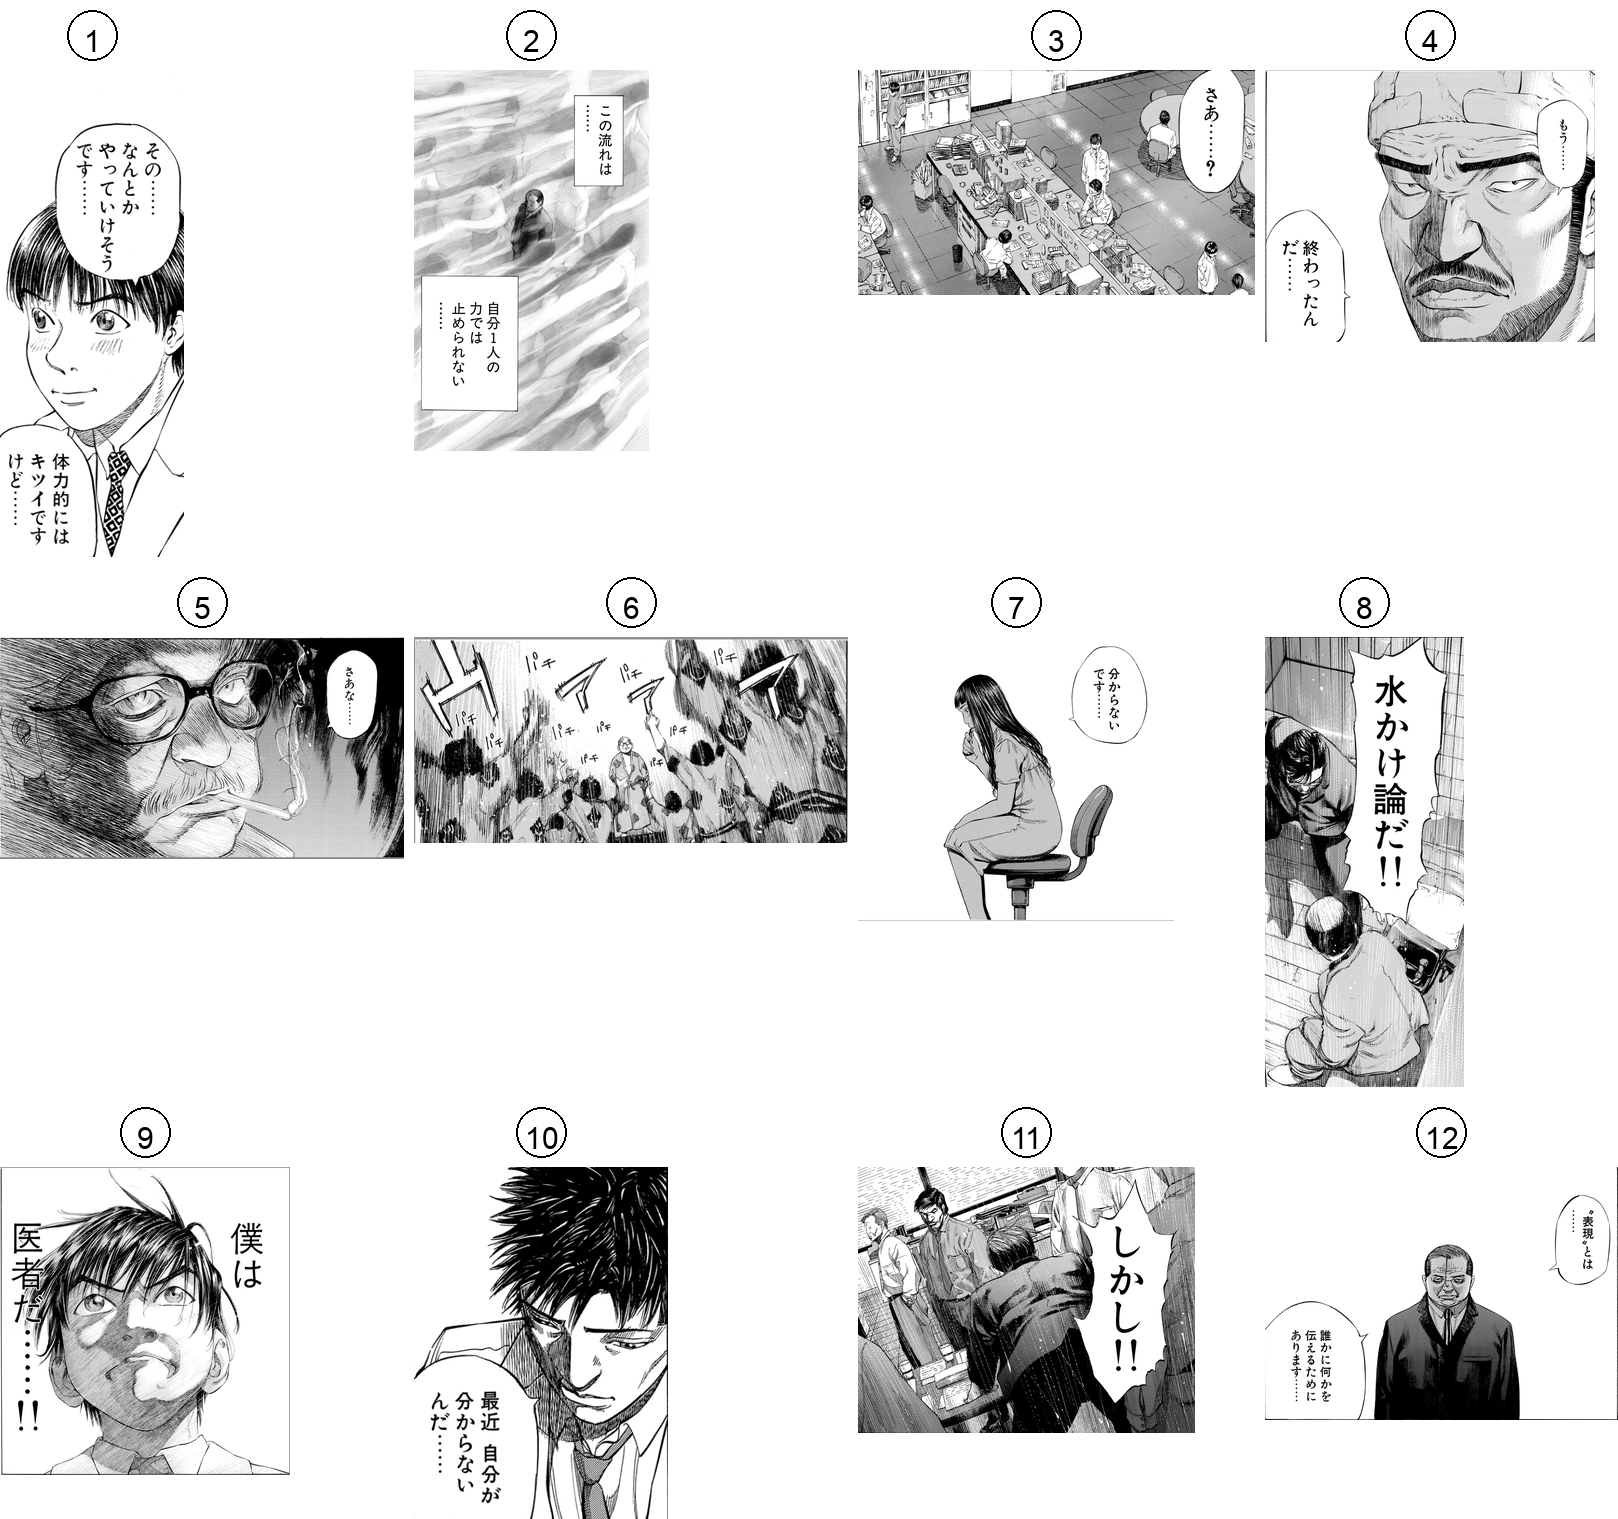 1
その……
なんとか
やっていけそう
です……
体力的には
キツイです
けど……
2
この流れは
……
自分1人の
力では
止められない
……
3
さあ……?
4
もう……
終わったん
だ……
5
さあな……
6
パチ
パチ
パチ
パチ
パチ
パチ
パチ
パチ
パチ
パチ
7
分からない
です……
8
水かけ論だ!!
9
僕は
医者だ……!!
10
最近 自分が
分からない
んだ……
11
しかし!!
12
“表現”とは
……
誰かに何かを
伝えるために
あります……